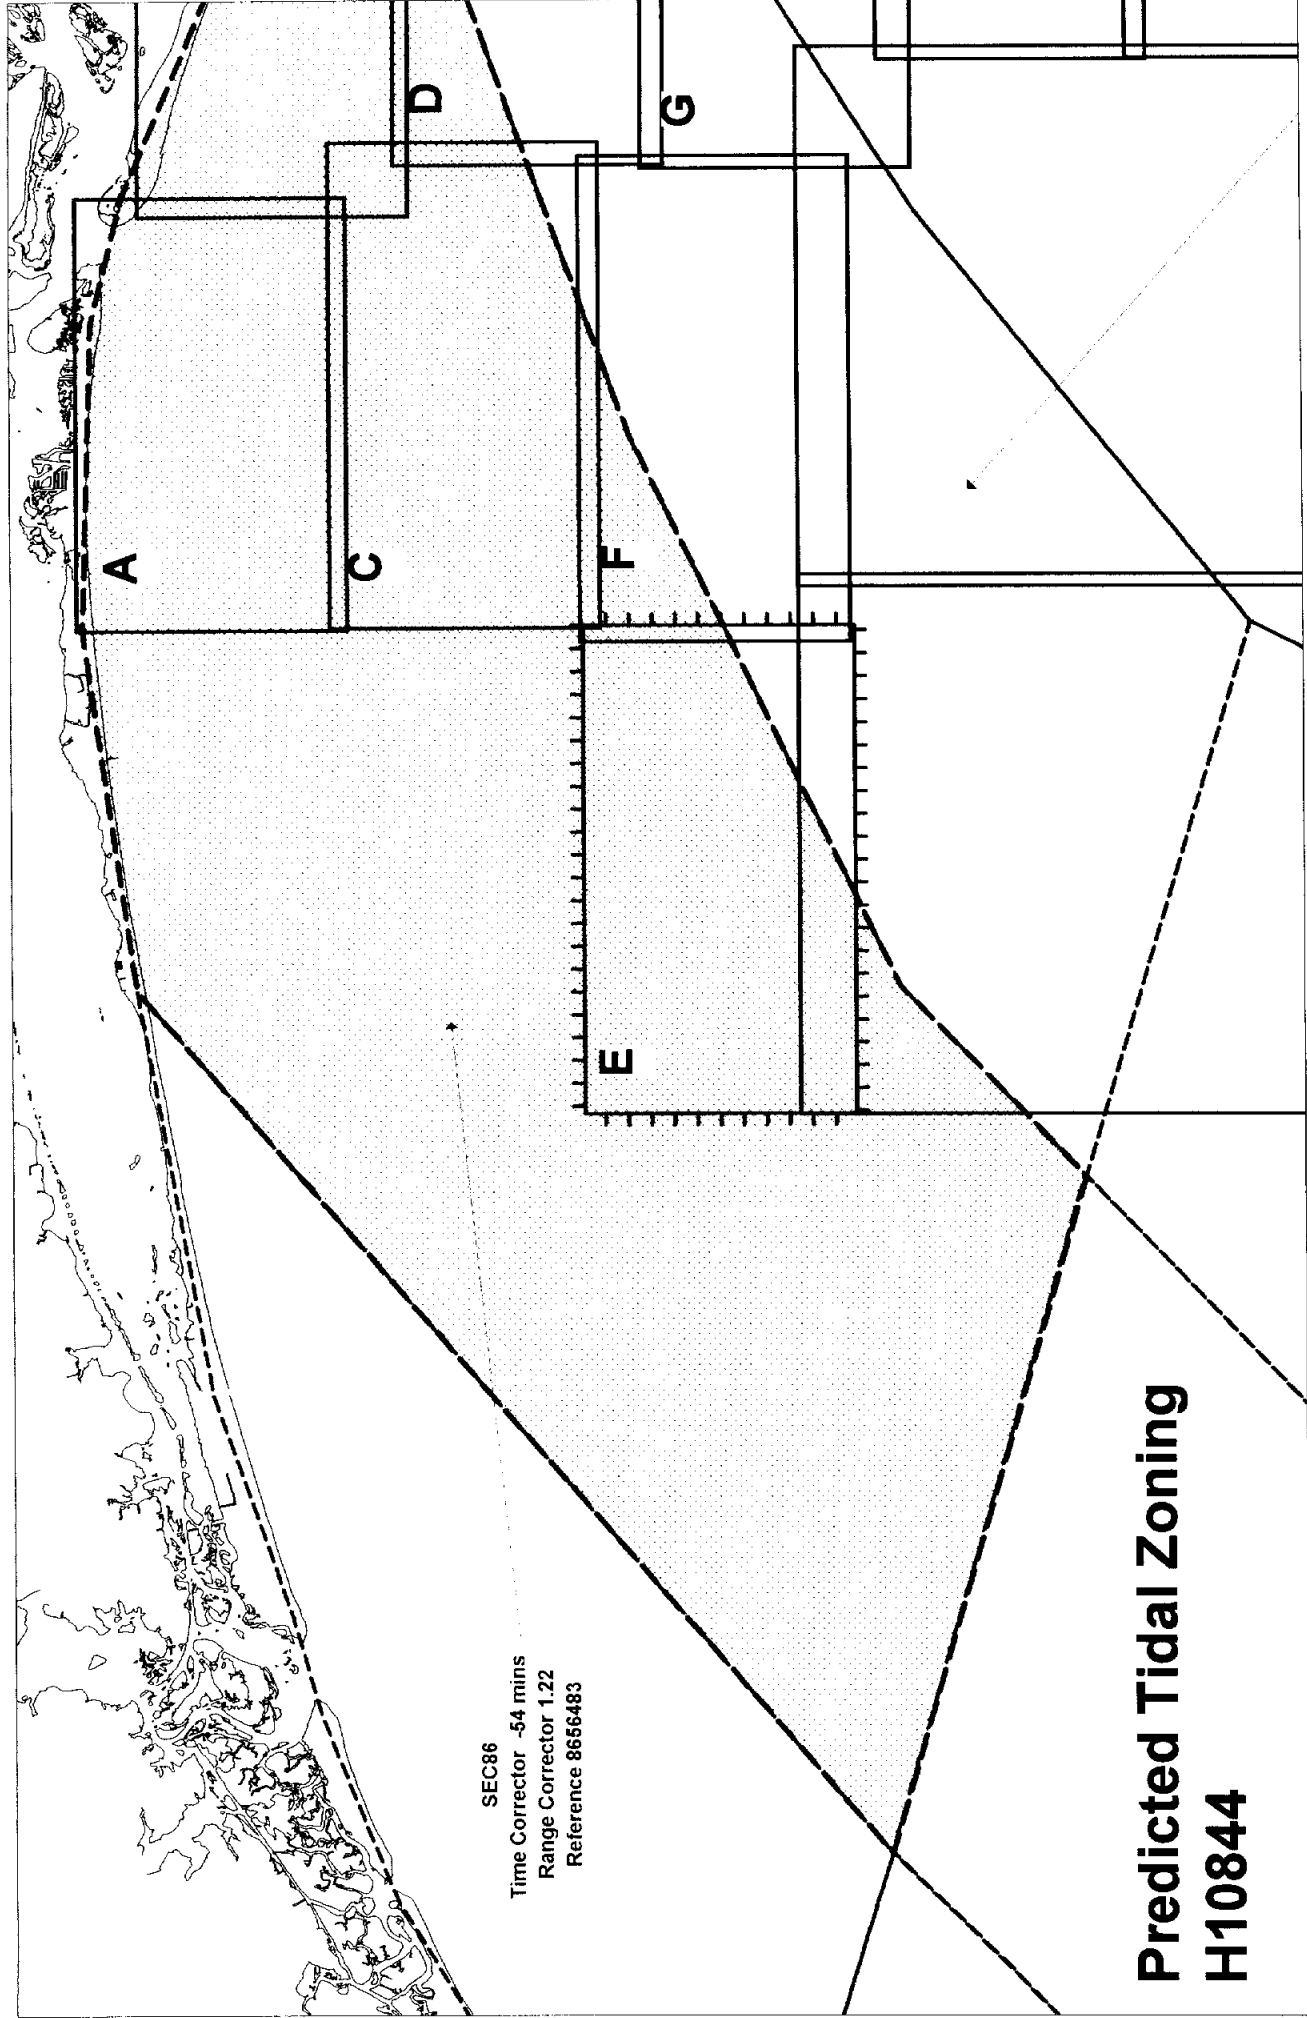 A
C
D
E
F
G
SEC86
Time Corrector -54 mins
Range Corrector 1.22
Reference 8656483
Predicted Tidal Zoning
H10844